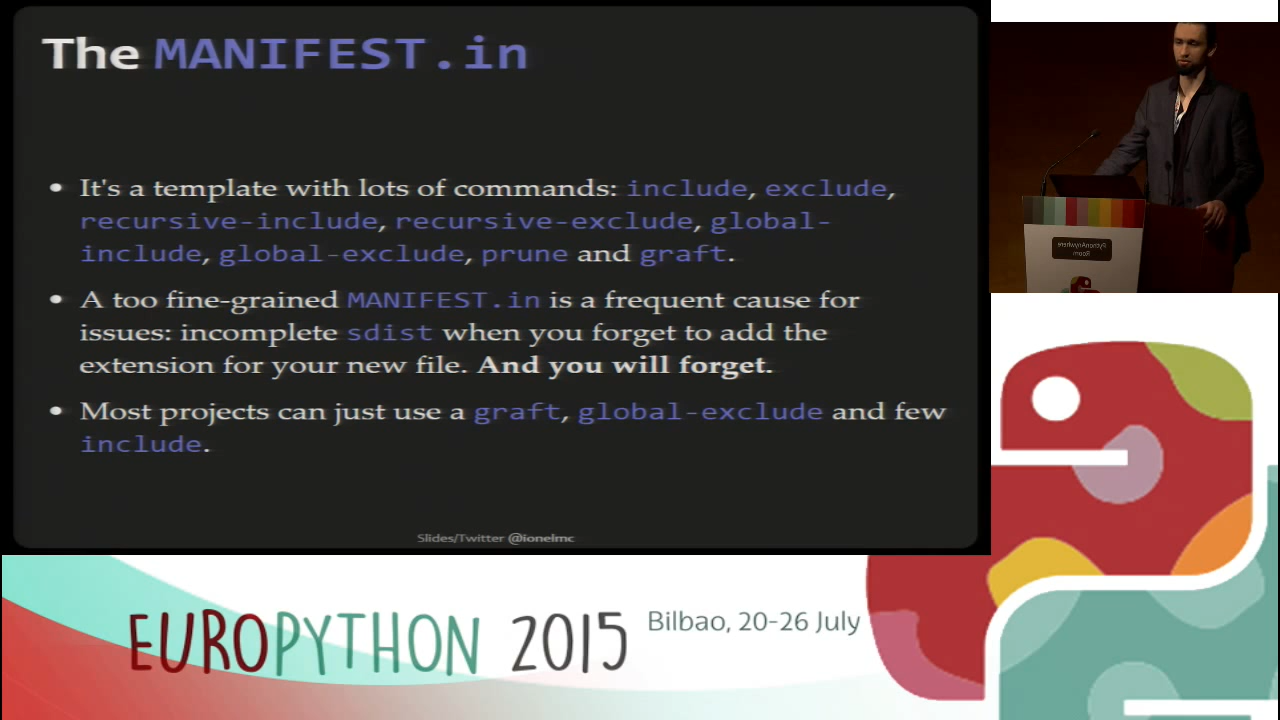 The MANIFEST.in
• It's a template with lots of commands: include, exclude,
recursive-include, recursive-exclude, global-
include, global-exclude, prune and graft.
• A too fine-grained MANIFEST.in is a frequent cause for
issues: incomplete sdist when you forget to add the
extension for your new file. And you will forget.
• Most projects can just use a graft, global-exclude and few
include.
Slides/Twitter @ionelmc
PythonAnywhere
Room
EUROPYTHON 2015
Bilbao, 20-26 July